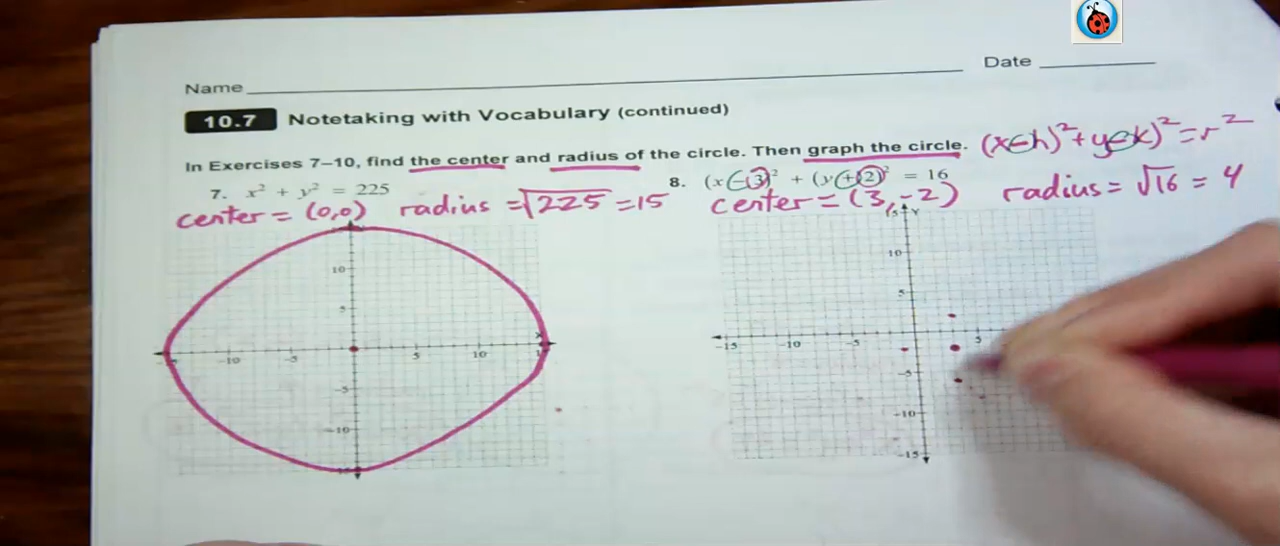 Name
Date
10.7 Notetaking with Vocabulary (continued)
In Exercises 7–10, find the center and radius of the circle. Then graph the circle. (x-h)²+y-k)²=r²
7. x² + y² = 225
8. (x − 3)² + (y + 2)² = 16
center = (0,0) radius = √225 = 15
center = (3,-2) radius = √16 = 4
10
5
-10 -5 5 10
-5
-10
15 y
10
5
-15 -10 -5 5
-5
-10
-15